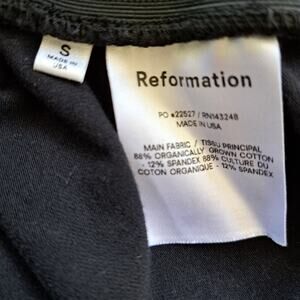 S
MADE IN
USA
Reformation
PO #22527 / RN143248
MADE IN USA
MAIN FABRIC / TISSU PRINCIPAL
88% ORGANICALLY GROWN COTTON
- 12% SPANDEX 88% CULTURE DU
COTON ORGANIQUE - 12% SPANDEX